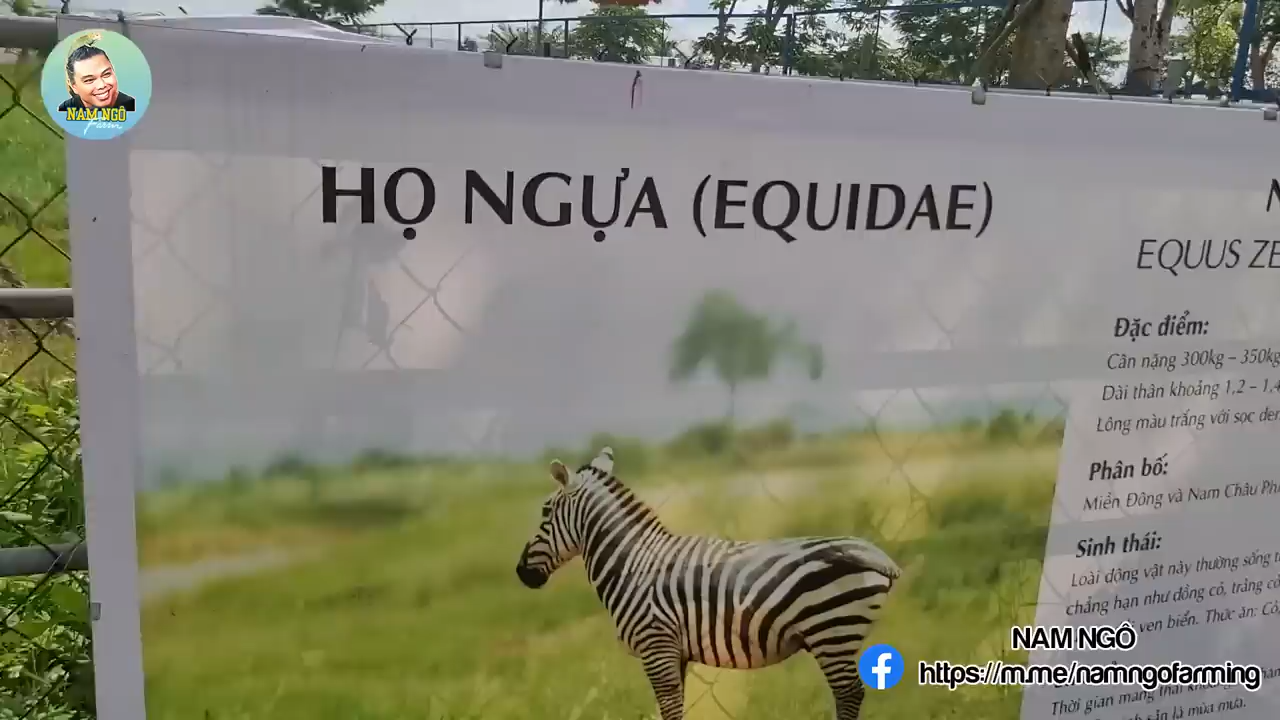 NAM NGÔ
Farm
HỌ NGỰA (EQUIDAE)
EQUUS ZE
Đặc điểm:
Cân nặng 300kg – 350kg
Dài thân khoảng 1,2 – 1,4
Lông màu trắng với sọc đen
Phân bố:
Miền Đông và Nam Châu Phi
Sinh thái:
Loài động vật này thường sống
chẳng hạn như đồng cỏ, trảng cỏ
ven biển. Thức ăn: Cỏ,
Thời gian mang thai
sản là mùa mưa.
NAM NGÔ
https://m.me/namngofarming